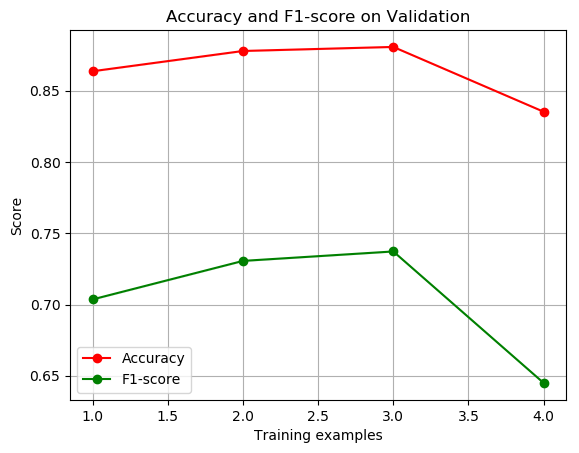 Accuracy and F1-score on Validation
0.85
0.80
0.75
0.70
0.65
Score
Accuracy
F1-score
1.0 1.5 2.0 2.5 3.0 3.5 4.0
Training examples